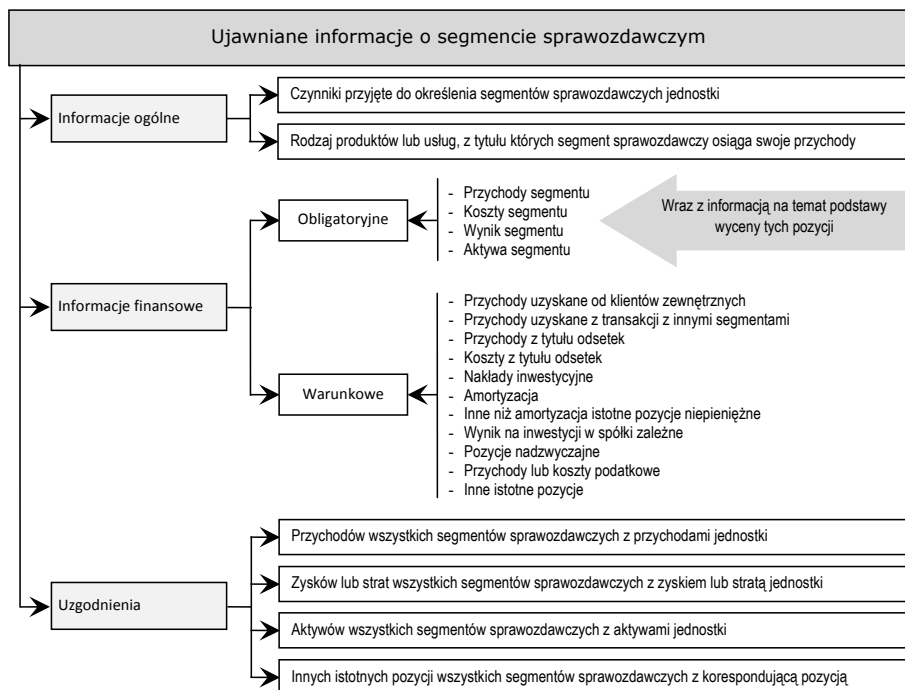 Ujawniane informacje o segmencie sprawozdawczym
Informacje ogólne
Czynniki przyjęte do określenia segmentów sprawozdawczych jednostki
Rodzaj produktów lub usług, z tytułu których segment sprawozdawczy osiąga swoje przychody
Informacje finansowe
Obligatoryjne
- Przychody segmentu
- Koszty segmentu
- Wynik segmentu
- Aktywa segmentu
Wraz z informacją na temat podstawy
wyceny tych pozycji
Warunkowe
- Przychody uzyskane od klientów zewnętrznych
- Przychody uzyskane z transakcji z innymi segmentami
- Przychody z tytułu odsetek
- Koszty z tytułu odsetek
- Nakłady inwestycyjne
- Amortyzacja
- Inne niż amortyzacja istotne pozycje niepieniężne
- Wynik na inwestycji w spółki zależne
- Pozycje nadzwyczajne
- Przychody lub koszty podatkowe
- Inne istotne pozycje
Uzgodnienia
Przychodów wszystkich segmentów sprawozdawczych z przychodami jednostki
Zysków lub strat wszystkich segmentów sprawozdawczych z zyskiem lub stratą jednostki
Aktywów wszystkich segmentów sprawozdawczych z aktywami jednostki
Innych istotnych pozycji wszystkich segmentów sprawozdawczych z korespondującą pozycją